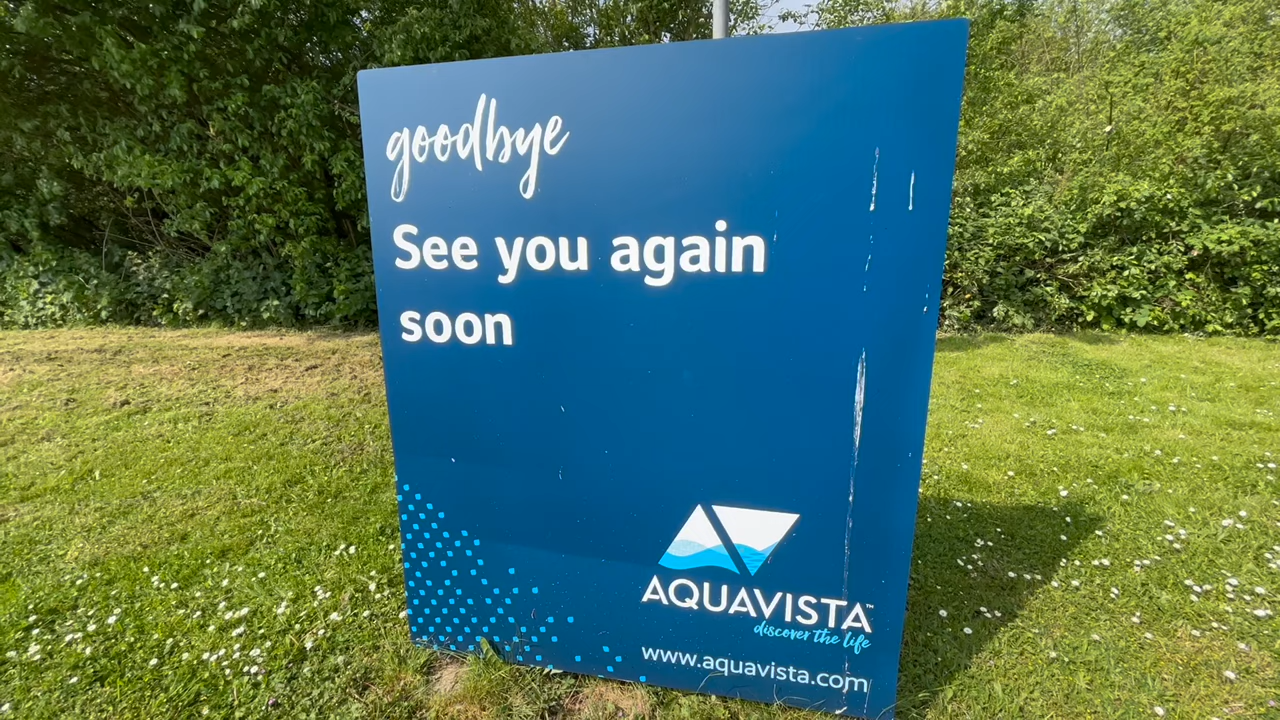 goodbye
See you again
soon
AQUAVISTA™
discover the life
www.aquavista.com